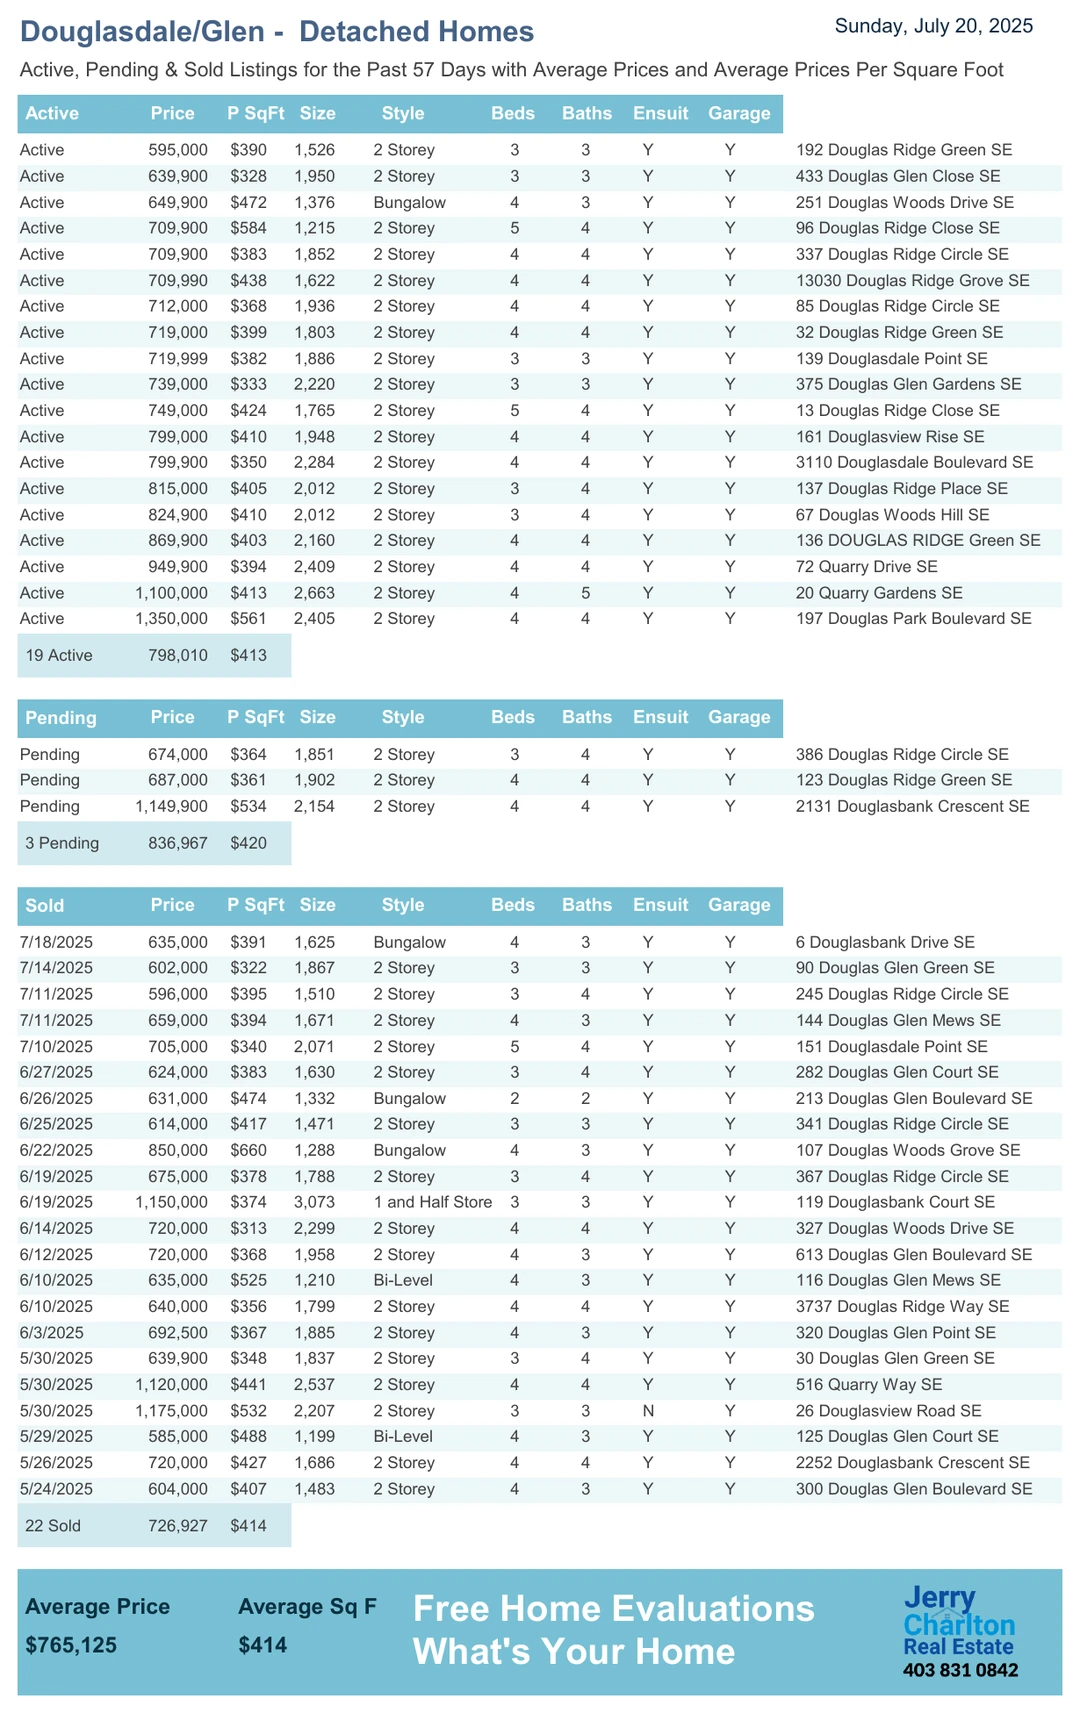 Douglasdale/Glen - Detached Homes
Sunday, July 20, 2025
Active, Pending & Sold Listings for the Past 57 Days with Average Prices and Average Prices Per Square Foot
Active Price P SqFt Size Style Beds Baths Ensuit Garage
Active 595,000 $390 1,526 2 Storey 3 3 Y Y 192 Douglas Ridge Green SE
Active 639,900 $328 1,950 2 Storey 3 3 Y Y 433 Douglas Glen Close SE
Active 649,900 $472 1,376 Bungalow 4 3 Y Y 251 Douglas Woods Drive SE
Active 709,900 $584 1,215 2 Storey 5 4 Y Y 96 Douglas Ridge Close SE
Active 709,900 $383 1,852 2 Storey 4 4 Y Y 337 Douglas Ridge Circle SE
Active 709,990 $438 1,622 2 Storey 4 4 Y Y 13030 Douglas Ridge Grove SE
Active 712,000 $368 1,936 2 Storey 4 4 Y Y 85 Douglas Ridge Circle SE
Active 719,000 $399 1,803 2 Storey 4 4 Y Y 32 Douglas Ridge Green SE
Active 719,999 $382 1,886 2 Storey 3 3 Y Y 139 Douglasdale Point SE
Active 739,000 $333 2,220 2 Storey 3 3 Y Y 375 Douglas Glen Gardens SE
Active 749,000 $424 1,765 2 Storey 5 4 Y Y 13 Douglas Ridge Close SE
Active 799,000 $410 1,948 2 Storey 4 4 Y Y 161 Douglasview Rise SE
Active 799,900 $350 2,284 2 Storey 4 4 Y Y 3110 Douglasdale Boulevard SE
Active 815,000 $405 2,012 2 Storey 3 4 Y Y 137 Douglas Ridge Place SE
Active 824,900 $410 2,012 2 Storey 3 4 Y Y 67 Douglas Woods Hill SE
Active 869,900 $403 2,160 2 Storey 4 4 Y Y 136 DOUGLAS RIDGE Green SE
Active 949,900 $394 2,409 2 Storey 4 4 Y Y 72 Quarry Drive SE
Active 1,100,000 $413 2,663 2 Storey 4 5 Y Y 20 Quarry Gardens SE
Active 1,350,000 $561 2,405 2 Storey 4 4 Y Y 197 Douglas Park Boulevard SE
19 Active 798,010 $413
Pending Price P SqFt Size Style Beds Baths Ensuit Garage
Pending 674,000 $364 1,851 2 Storey 3 4 Y Y 386 Douglas Ridge Circle SE
Pending 687,000 $361 1,902 2 Storey 4 4 Y Y 123 Douglas Ridge Green SE
Pending 1,149,900 $534 2,154 2 Storey 4 4 Y Y 2131 Douglasbank Crescent SE
3 Pending 836,967 $420
Sold Price P SqFt Size Style Beds Baths Ensuit Garage
7/18/2025 635,000 $391 1,625 Bungalow 4 3 Y Y 6 Douglasbank Drive SE
7/14/2025 602,000 $322 1,867 2 Storey 3 3 Y Y 90 Douglas Glen Green SE
7/11/2025 596,000 $395 1,510 2 Storey 3 4 Y Y 245 Douglas Ridge Circle SE
7/11/2025 659,000 $394 1,671 2 Storey 4 3 Y Y 144 Douglas Glen Mews SE
7/10/2025 705,000 $340 2,071 2 Storey 5 4 Y Y 151 Douglasdale Point SE
6/27/2025 624,000 $383 1,630 2 Storey 3 4 Y Y 282 Douglas Glen Court SE
6/26/2025 631,000 $474 1,332 Bungalow 2 2 Y Y 213 Douglas Glen Boulevard SE
6/25/2025 614,000 $417 1,471 2 Storey 3 3 Y Y 341 Douglas Ridge Circle SE
6/22/2025 850,000 $660 1,288 Bungalow 4 3 Y Y 107 Douglas Woods Grove SE
6/19/2025 675,000 $378 1,788 2 Storey 3 4 Y Y 367 Douglas Ridge Circle SE
6/19/2025 1,150,000 $374 3,073 1 and Half Store 3 3 Y Y 119 Douglasbank Court SE
6/14/2025 720,000 $313 2,299 2 Storey 4 4 Y Y 327 Douglas Woods Drive SE
6/12/2025 720,000 $368 1,958 2 Storey 4 3 Y Y 613 Douglas Glen Boulevard SE
6/10/2025 635,000 $525 1,210 Bi-Level 4 3 Y Y 116 Douglas Glen Mews SE
6/10/2025 640,000 $356 1,799 2 Storey 4 4 Y Y 3737 Douglas Ridge Way SE
6/3/2025 692,500 $367 1,885 2 Storey 4 3 Y Y 320 Douglas Glen Point SE
5/30/2025 639,900 $348 1,837 2 Storey 3 4 Y Y 30 Douglas Glen Green SE
5/30/2025 1,120,000 $441 2,537 2 Storey 4 4 Y Y 516 Quarry Way SE
5/30/2025 1,175,000 $532 2,207 2 Storey 3 3 N Y 26 Douglasview Road SE
5/29/2025 585,000 $488 1,199 Bi-Level 4 3 Y Y 125 Douglas Glen Court SE
5/26/2025 720,000 $427 1,686 2 Storey 4 4 Y Y 2252 Douglasbank Crescent SE
5/24/2025 604,000 $407 1,483 2 Storey 4 3 Y Y 300 Douglas Glen Boulevard SE
22 Sold 726,927 $414
Average Price Average Sq F
$765,125 $414
Free Home Evaluations
What's Your Home
Jerry
Charlton
Real Estate
403 831 0842